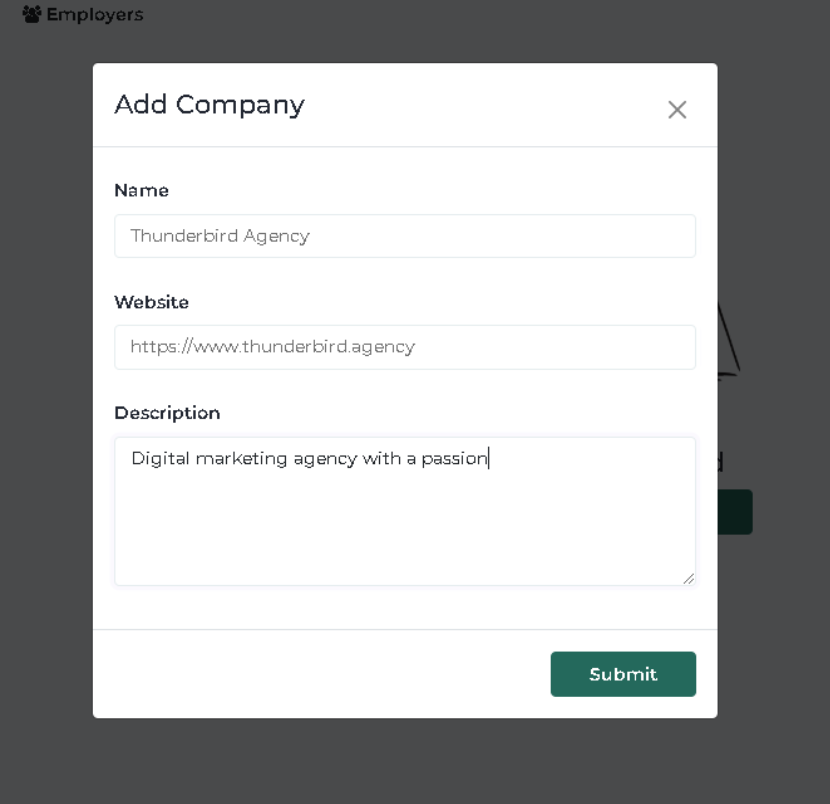 Employers
Add Company
Name
Thunderbird Agency
Website
https://www.thunderbird.agency
Description
Digital marketing agency with a passion
Submit